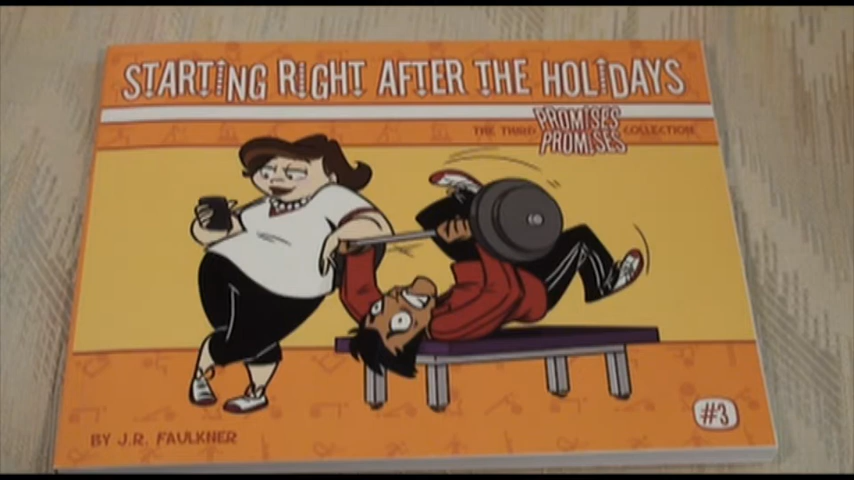 STARTING RIGHT AFTER THE HOLIDAYS
THE THIRD PROMISES PROMISES COLLECTION
#3
BY J.R. FAULKNER